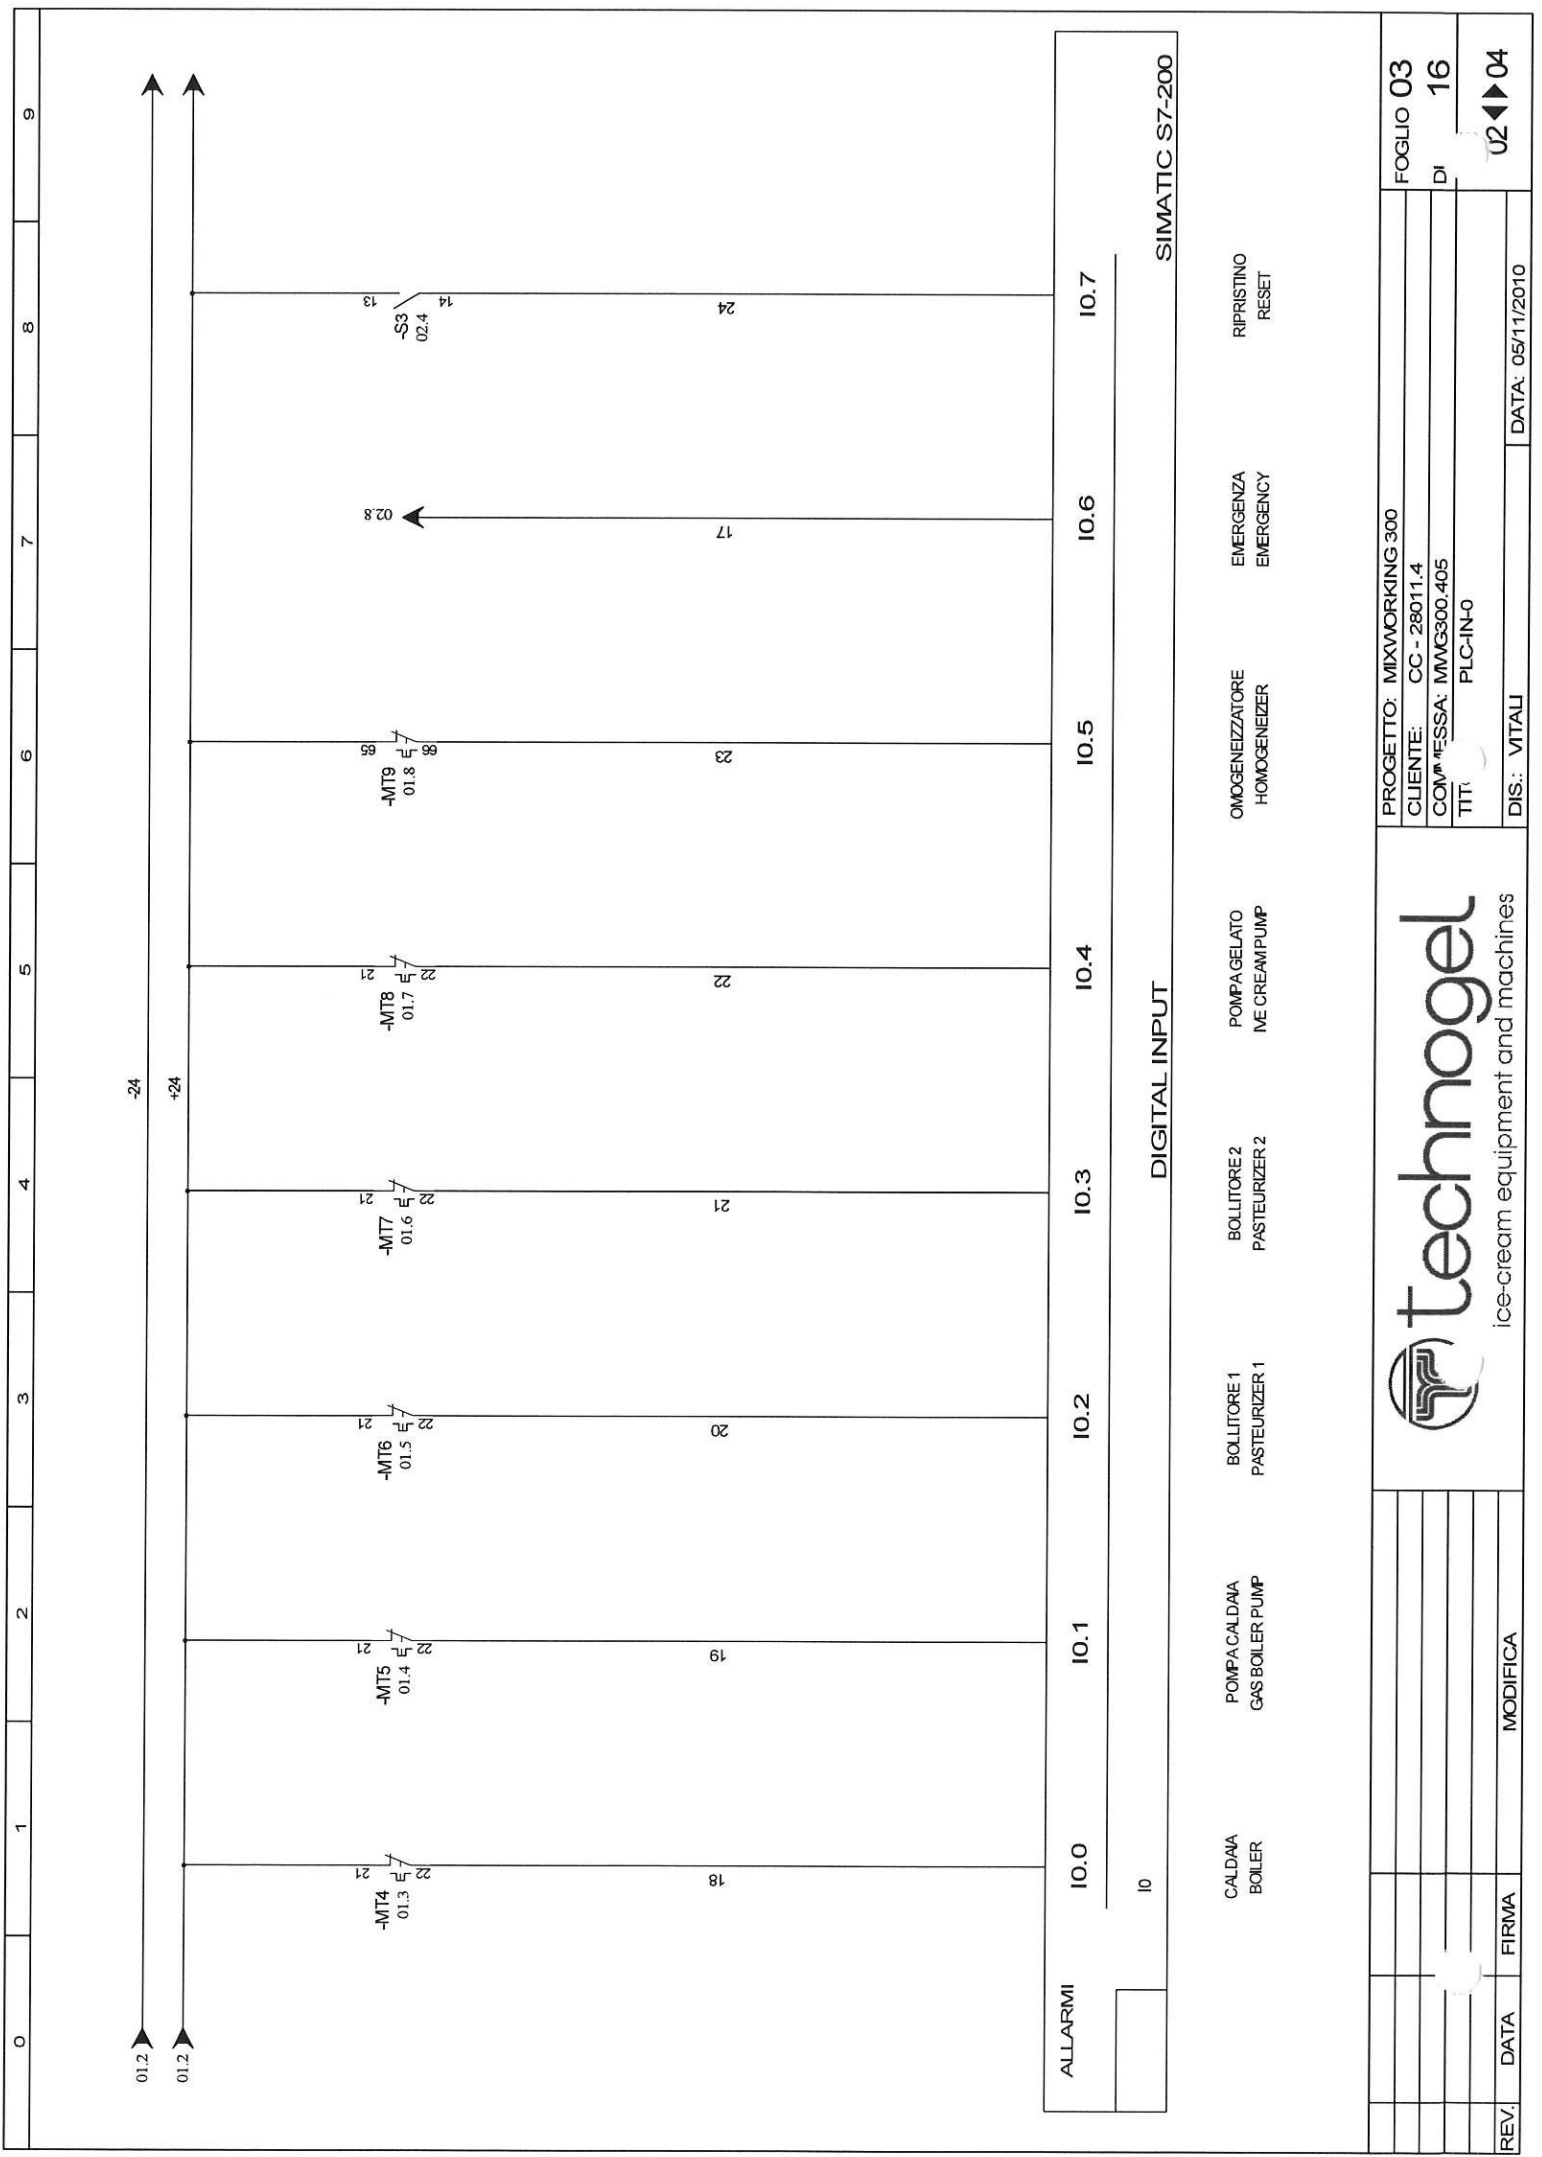 0 1 2 3 4 5 6 7 8 9
01.2 -24
01.2 +24
21 21 21 21 21 65 02.8 13
-MT4 -MT5 -MT6 -MT7 -MT8 -MT9 -S3
01.3 01.4 01.5 01.6 01.7 01.8 02.4
22 22 22 22 22 66 14
18 19 20 21 22 23 17 24
ALLARMI I0.0 I0.1 I0.2 I0.3 I0.4 I0.5 I0.6 I0.7
I0 DIGITAL INPUT SIMATIC S7-200
CALDAIA POMPA CALDAIA BOLLITORE 1 BOLLITORE 2 POMPA GELATO OMOGENEIZZATORE EMERGENZA RIPRISTINO
BOILER GAS BOILER PUMP PASTEURIZER 1 PASTEURIZER 2 IVE CREAM PUMP HOMOGENEIZER EMERGENCY RESET
REV. DATA FIRMA MODIFICA
technogel
ice-cream equipment and machines
PROGETTO: MIXWORKING 300
CLIENTE: CC - 28011.4
COMMESSA: MWG300.405
PLC-IN-0
DIS.: VITALI DATA: 05/11/2010
FOGLIO 03
DI 16
02 04